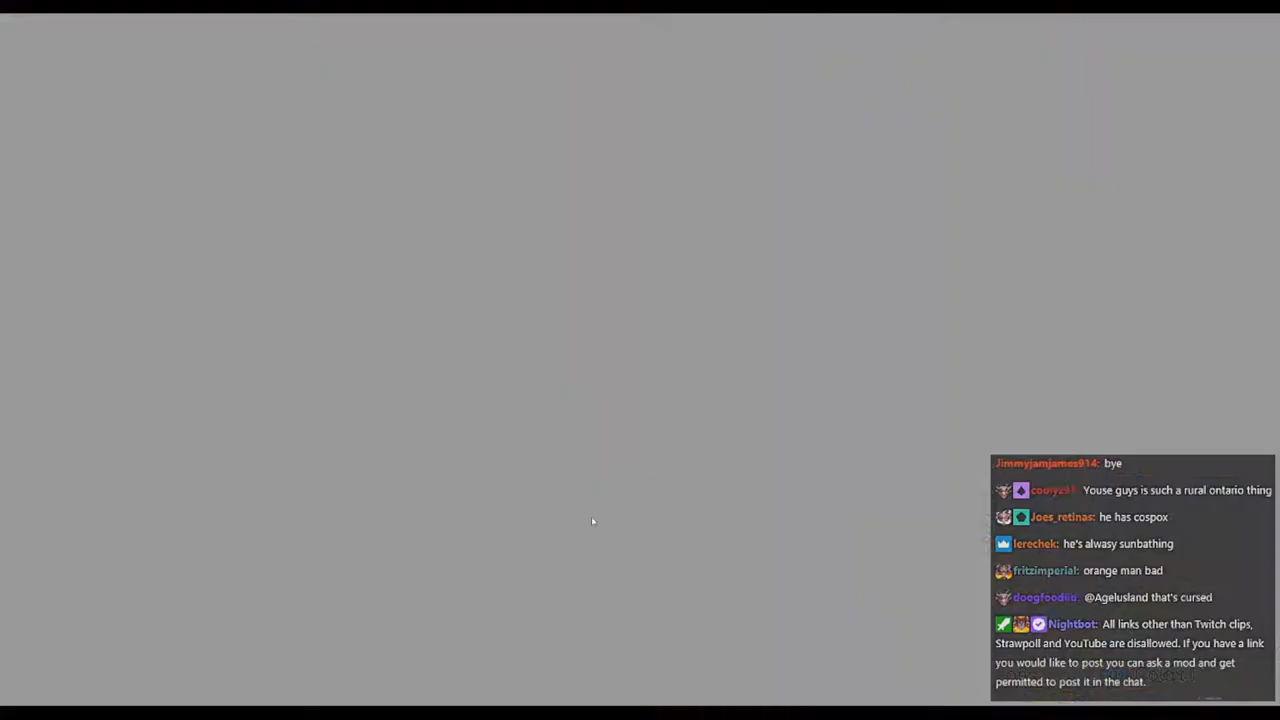 Jimmyjamjames914: bye
Youse guys is such a rural ontario thing
Joes_retinas: he has cospox
lerechek: he's alwasy sunbathing
fritzimperial: orange man bad
@Agelusland that's cursed
Nightbot: All links other than Twitch clips,
Strawpoll and YouTube are disallowed. If you have a link
you would like to post you can ask a mod and get
permitted to post it in the chat.